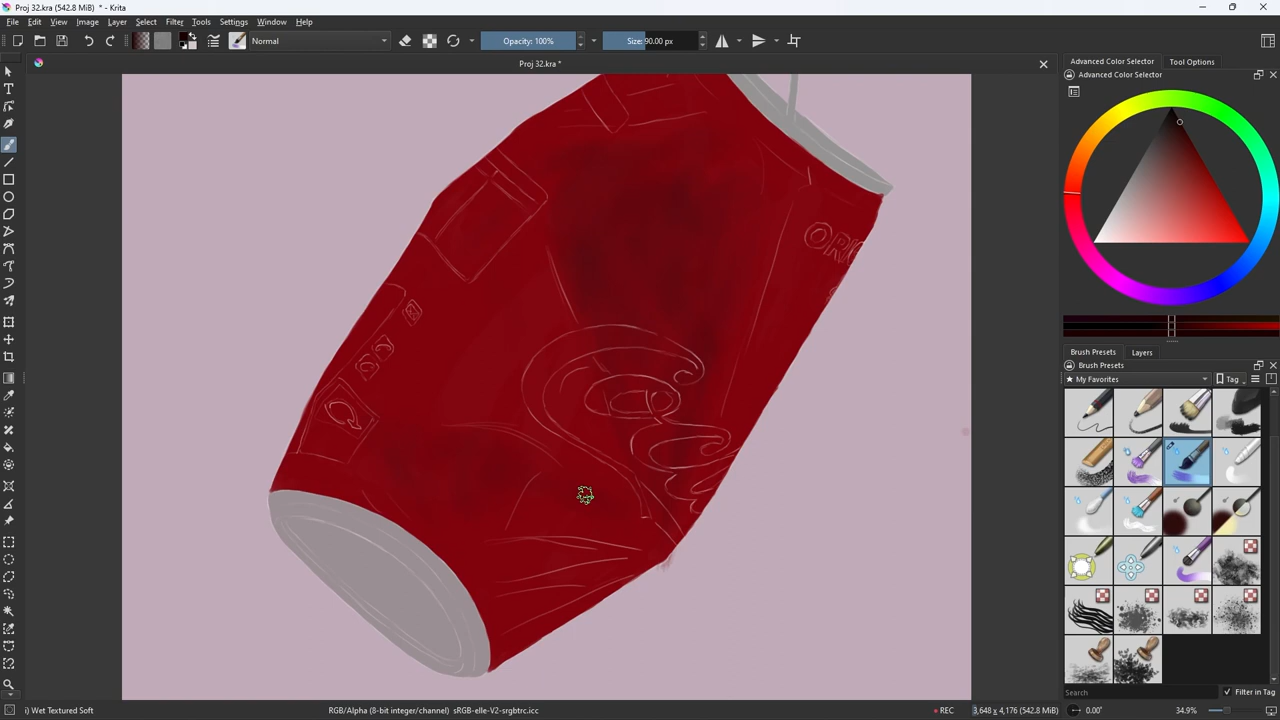 Proj 32.kra (542.8 MiB) * - Krita
File Edit View Image Layer Select Filter Tools Settings Window Help
Normal
Opacity: 100%
Size: 90.00 px
Proj 32.kra *
Advanced Color Selector
Tool Options
Advanced Color Selector
Brush Presets
Layers
Brush Presets
★ My Favorites
Tag
ORIG
Search
Filter in Tag
i) Wet Textured Soft
RGB/Alpha (8-bit integer/channel) sRGB-elle-V2-srgbtrc.icc
REC
3,648 x 4,176 (542.8 MiB)
0.00°
34.9%